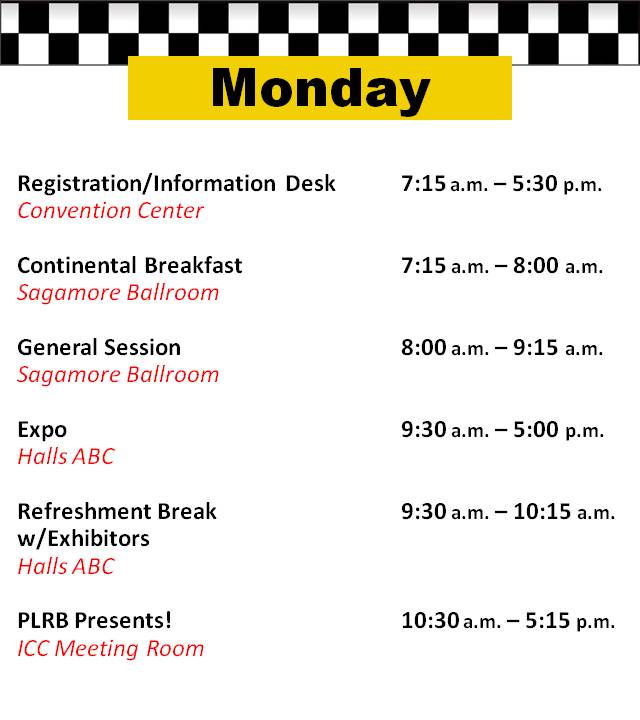 Monday
Registration/Information Desk 7:15 a.m. – 5:30 p.m.
Convention Center
Continental Breakfast 7:15 a.m. – 8:00 a.m.
Sagamore Ballroom
General Session 8:00 a.m. – 9:15 a.m.
Sagamore Ballroom
Expo 9:30 a.m. – 5:00 p.m.
Halls ABC
Refreshment Break 9:30 a.m. – 10:15 a.m.
w/Exhibitors
Halls ABC
PLRB Presents! 10:30 a.m. – 5:15 p.m.
ICC Meeting Room